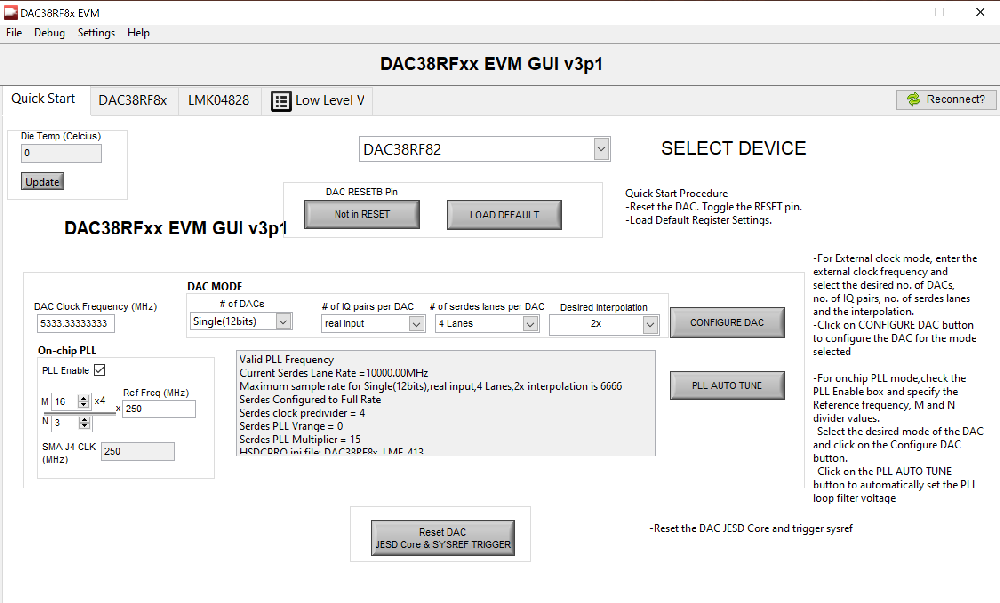 DAC38RF8x EVM
File Debug Settings Help
DAC38RFxx EVM GUI v3p1
Quick Start DAC38RF8x LMK04828 Low Level V Reconnect?
Die Temp (Celcius)
0
Update
DAC38RF82
SELECT DEVICE
DAC RESETB Pin
Not in RESET LOAD DEFAULT
Quick Start Procedure
-Reset the DAC. Toggle the RESET pin.
-Load Default Register Settings.
DAC38RFxx EVM GUI v3p1
DAC MODE
DAC Clock Frequency (MHz)
5333.33333333
# of DACs
Single(12bits)
# of IQ pairs per DAC
real input
# of serdes lanes per DAC
4 Lanes
Desired Interpolation
2x
CONFIGURE DAC
On-chip PLL
PLL Enable
M 16 x4
N 3
x
Ref Freq (MHz)
250
SMA J4 CLK
(MHz)
250
Valid PLL Frequency
Current Serdes Lane Rate =10000.00MHz
Maximum sample rate for Single(12bits),real input,4 Lanes,2x interpolation is 6666
Serdes Configured to Full Rate
Serdes clock predivider = 4
Serdes PLL Vrange = 0
Serdes PLL Multiplier = 15
HSDCPRO ini file: DAC38RF8x_LMF_413
PLL AUTO TUNE
-For External clock mode, enter the
external clock frequency and
select the desired no. of DACs,
no. of IQ pairs, no. of serdes lanes
and the interpolation.
-Click on CONFIGURE DAC button
to configure the DAC for the mode
selected
-For onchip PLL mode,check the
PLL Enable box and specify the
Reference frequency, M and N
divider values.
-Select the desired mode of the DAC
and click on the Configure DAC
button.
-Click on the PLL AUTO TUNE
button to automatically set the PLL
loop filter voltage
Reset DAC
JESD Core & SYSREF TRIGGER
-Reset the DAC JESD Core and trigger sysref